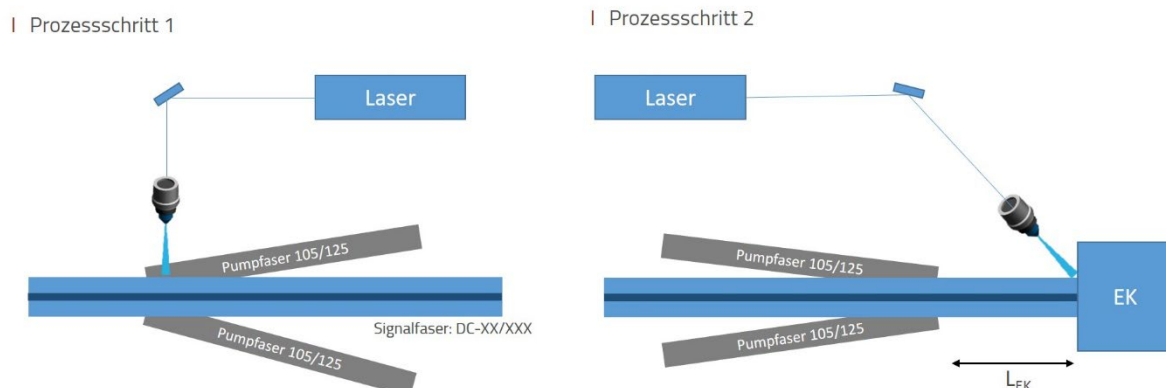 I Prozessschritt 1
Laser
Pumpfaser 105/125
Signalfaser: DC-XX/XXX
Pumpfaser 105/125
I Prozessschritt 2
Laser
Pumpfaser 105/125
EK
Pumpfaser 105/125
L_EK